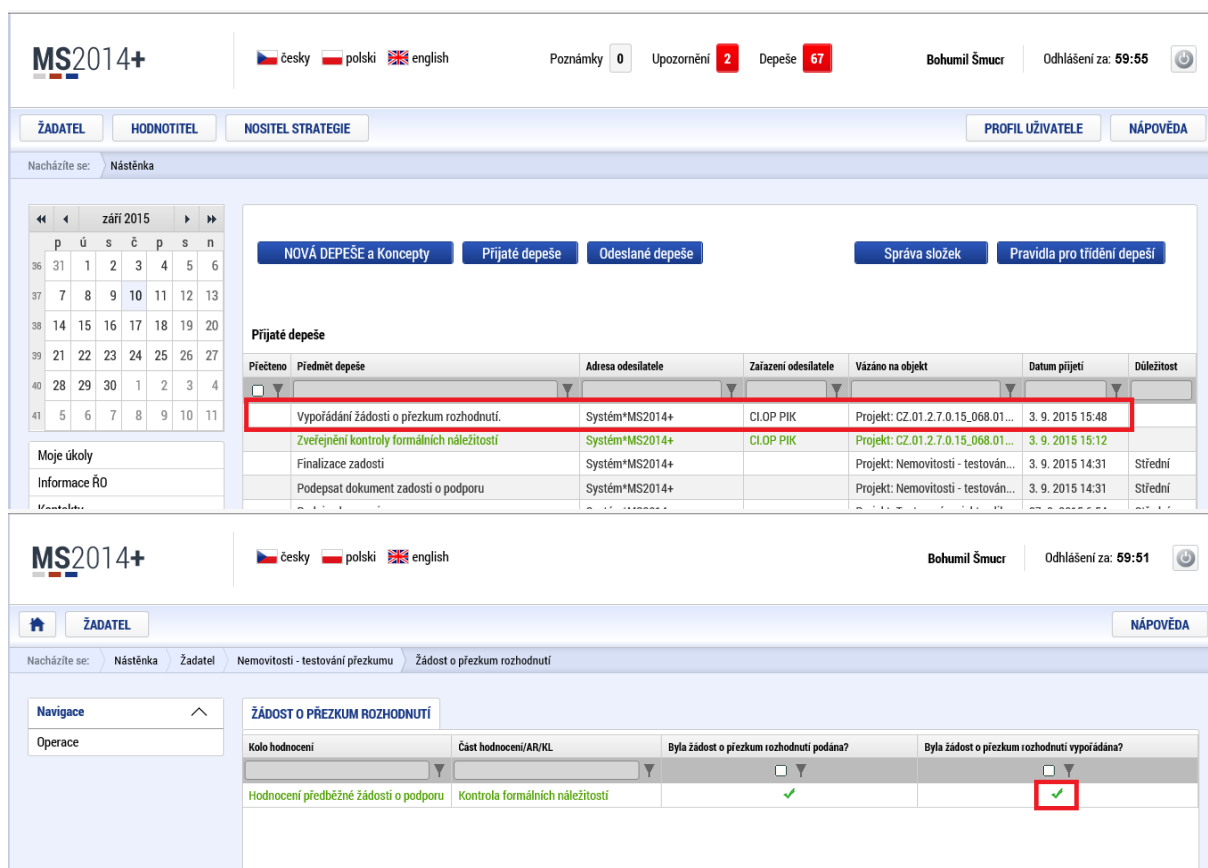 MS2014+ česky polski english Poznámky 0 Upozornění 2 Depeše 67 Bohumil Šmucr Odhlášení za: 59:55
ŽADATEL HODNOTITEL NOSITEL STRATEGIE PROFIL UŽIVATELE NÁPOVĚDA
Nacházíte se: Nástěnka
září 2015
p ú s č p s n
36 31 1 2 3 4 5 6
37 7 8 9 10 11 12 13
38 14 15 16 17 18 19 20
39 21 22 23 24 25 26 27
40 28 29 30 1 2 3 4
41 5 6 7 8 9 10 11
Moje úkoly
Informace ŘO
NOVÁ DEPEŠE a Koncepty Přijaté depeše Odeslané depeše Správa složek Pravidla pro třídění depeší
Přijaté depeše
Přečteno Předmět depeše Adresa odesílatele Zařazení odesílatele Vázáno na objekt Datum přijetí Důležitost
Vypořádání žádosti o přezkum rozhodnutí. Systém*MS2014+ CI.OP PIK Projekt: CZ.01.2.7.0.15_068.01... 3. 9. 2015 15:48
Zveřejnění kontroly formálních náležitostí Systém*MS2014+ CI.OP PIK Projekt: CZ.01.2.7.0.15_068.01... 3. 9. 2015 15:12
Finalizace zadosti Systém*MS2014+ Projekt: Nemovitosti - testován... 3. 9. 2015 14:31 Střední
Podepsat dokument zadosti o podporu Systém*MS2014+ Projekt: Nemovitosti - testován... 3. 9. 2015 14:31 Střední
MS2014+ česky polski english Bohumil Šmucr Odhlášení za: 59:51
ŽADATEL NÁPOVĚDA
Nacházíte se: Nástěnka Žadatel Nemovitosti - testování přezkumu Žádost o přezkum rozhodnutí
Navigace
Operace
ŽÁDOST O PŘEZKUM ROZHODNUTÍ
Kolo hodnocení Část hodnocení/AR/KL Byla žádost o přezkum rozhodnutí podána? Byla žádost o přezkum rozhodnutí vypořádána?
Hodnocení předběžné žádosti o podporu Kontrola formálních náležitostí